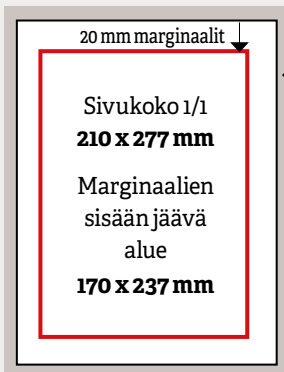 20 mm marginaalit
Sivukoko 1/1
210 x 277 mm
Marginaalien
sisään jäävä
alue
170 x 237 mm